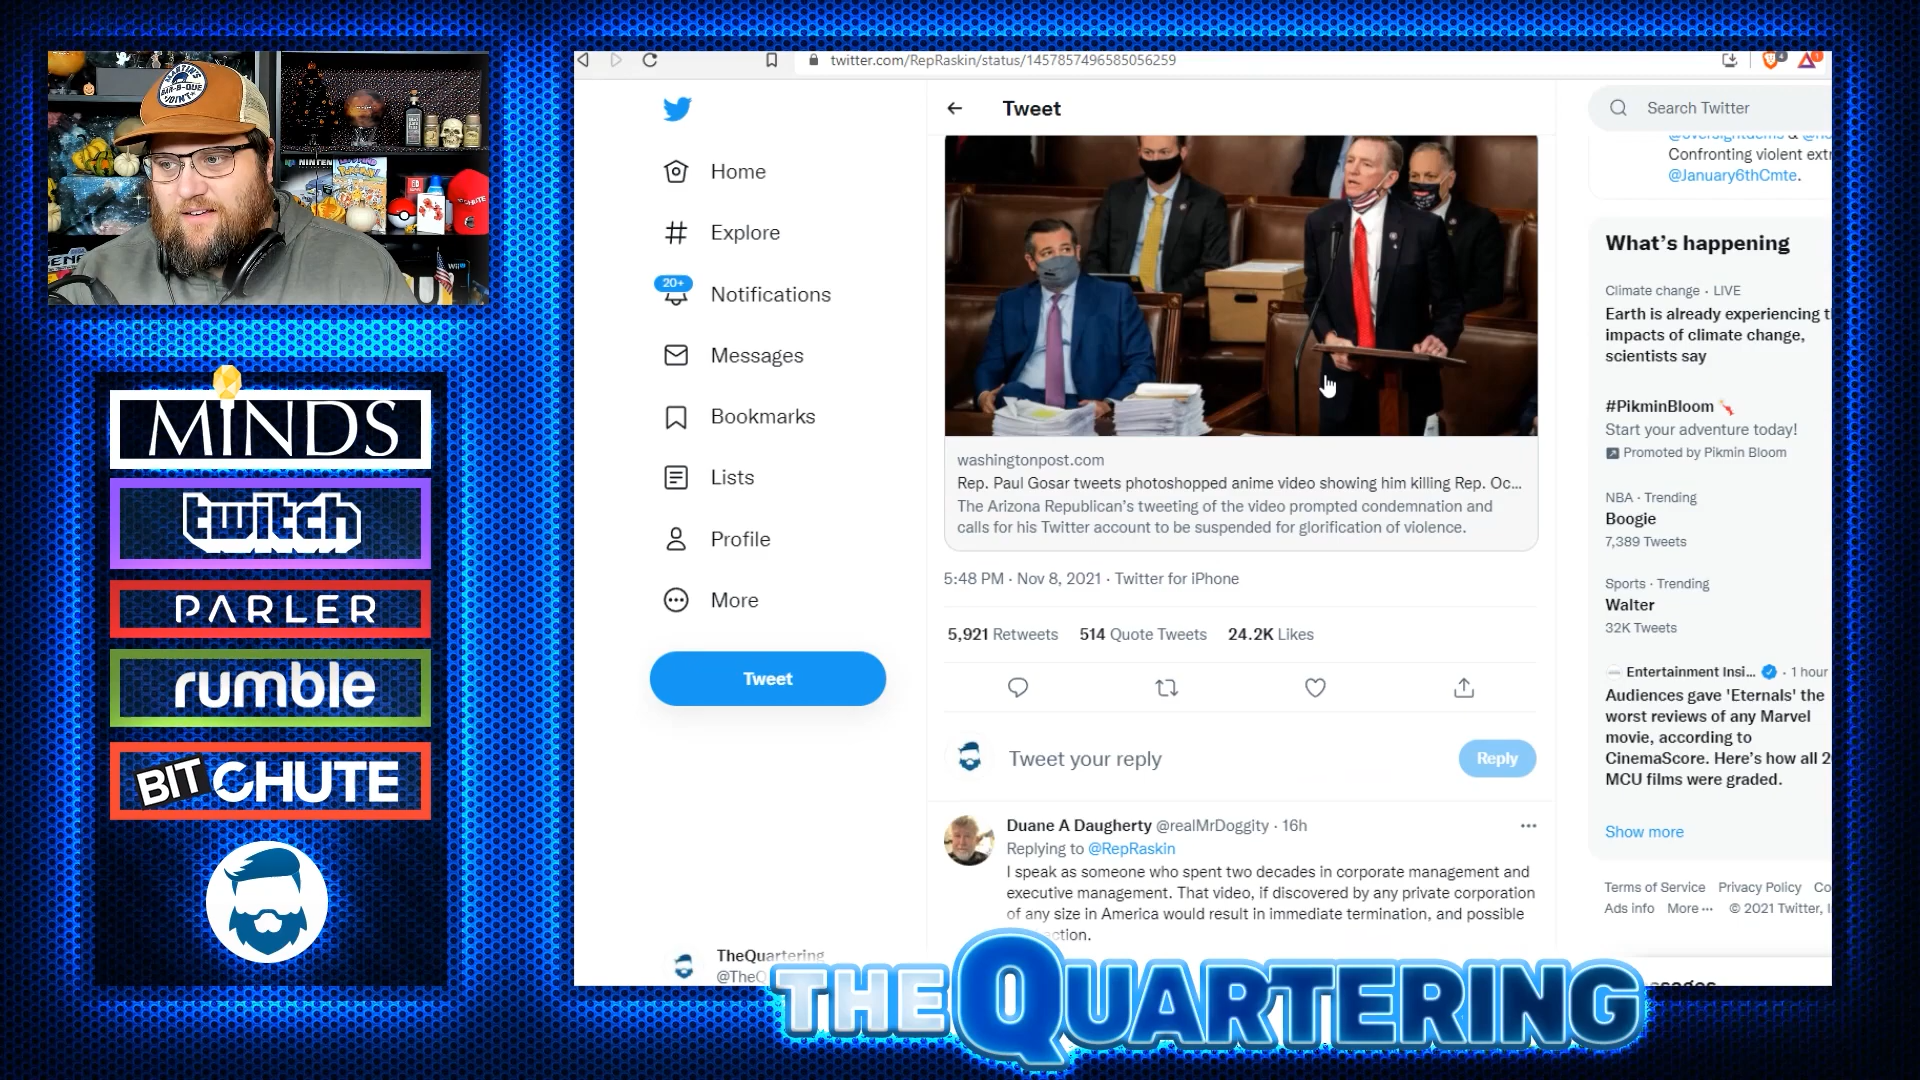 MARTIN'S
BAR-B-QUE
JOINT
NINTEN
MINDS
twitch
PARLER
rumble
BITCHUTE
twitter.com/RepRaskin/status/1457857496585056259
Home
Explore
20+
Notifications
Messages
Bookmarks
Lists
Profile
More
Tweet
TheQuartering
Tweet
washingtonpost.com
Rep. Paul Gosar tweets photoshopped anime video showing him killing Rep. Oc...
The Arizona Republican's tweeting of the video prompted condemnation and
calls for his Twitter account to be suspended for glorification of violence.
5:48 PM · Nov 8, 2021 · Twitter for iPhone
5,921 Retweets 514 Quote Tweets 24.2K Likes
Tweet your reply
Reply
Duane A Daugherty @realMrDoggity · 16h
Replying to @RepRaskin
I speak as someone who spent two decades in corporate management and
executive management. That video, if discovered by any private corporation
of any size in America would result in immediate termination, and possible
Search Twitter
Confronting violent extr
@January6thCmte.
What's happening
Climate change · LIVE
Earth is already experiencing t
impacts of climate change,
scientists say
#PikminBloom
Start your adventure today!
Promoted by Pikmin Bloom
NBA · Trending
Boogie
7,389 Tweets
Sports · Trending
Walter
32K Tweets
Entertainment Insi... · 1 hour
Audiences gave 'Eternals' the
worst reviews of any Marvel
movie, according to
CinemaScore. Here's how all 2
MCU films were graded.
Show more
Terms of Service Privacy Policy Co
Ads info More ··· © 2021 Twitter, I
THE QUARTERING